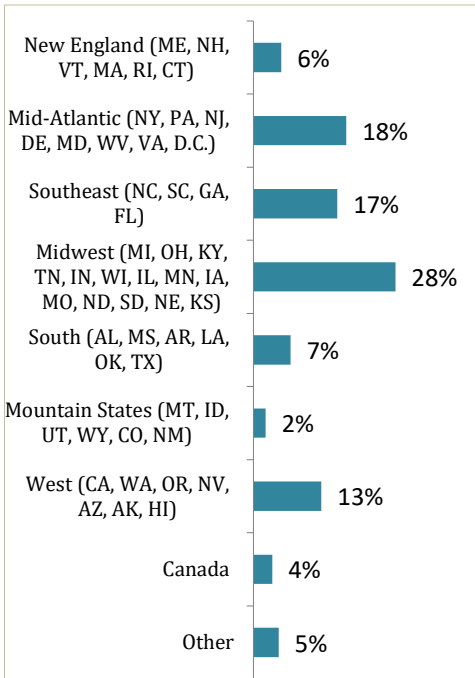 New England (ME, NH,
VT, MA, RI, CT)
6%
Mid-Atlantic (NY, PA, NJ,
DE, MD, WV, VA, D.C.)
18%
Southeast (NC, SC, GA,
FL)
17%
Midwest (MI, OH, KY,
TN, IN, WI, IL, MN, IA,
MO, ND, SD, NE, KS)
28%
South (AL, MS, AR, LA,
OK, TX)
7%
Mountain States (MT, ID,
UT, WY, CO, NM)
2%
West (CA, WA, OR, NV,
AZ, AK, HI)
13%
Canada
4%
Other
5%